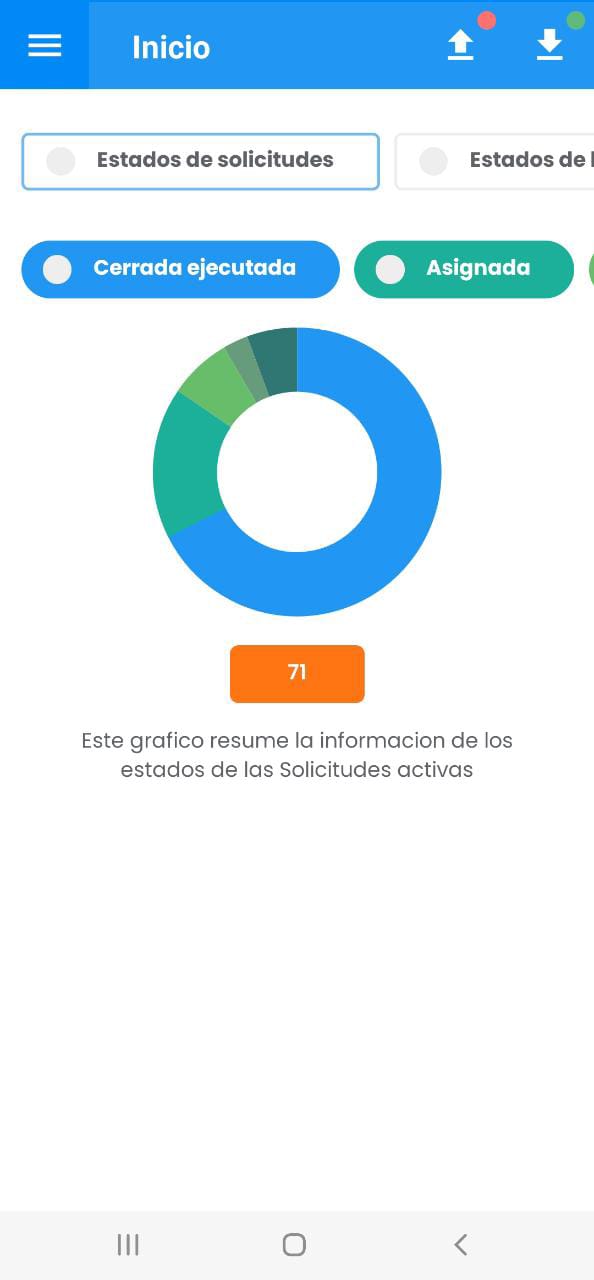 Inicio
Estados de solicitudes
Estados de
Cerrada ejecutada
Asignada
71
Este grafico resume la informacion de los
estados de las Solicitudes activas